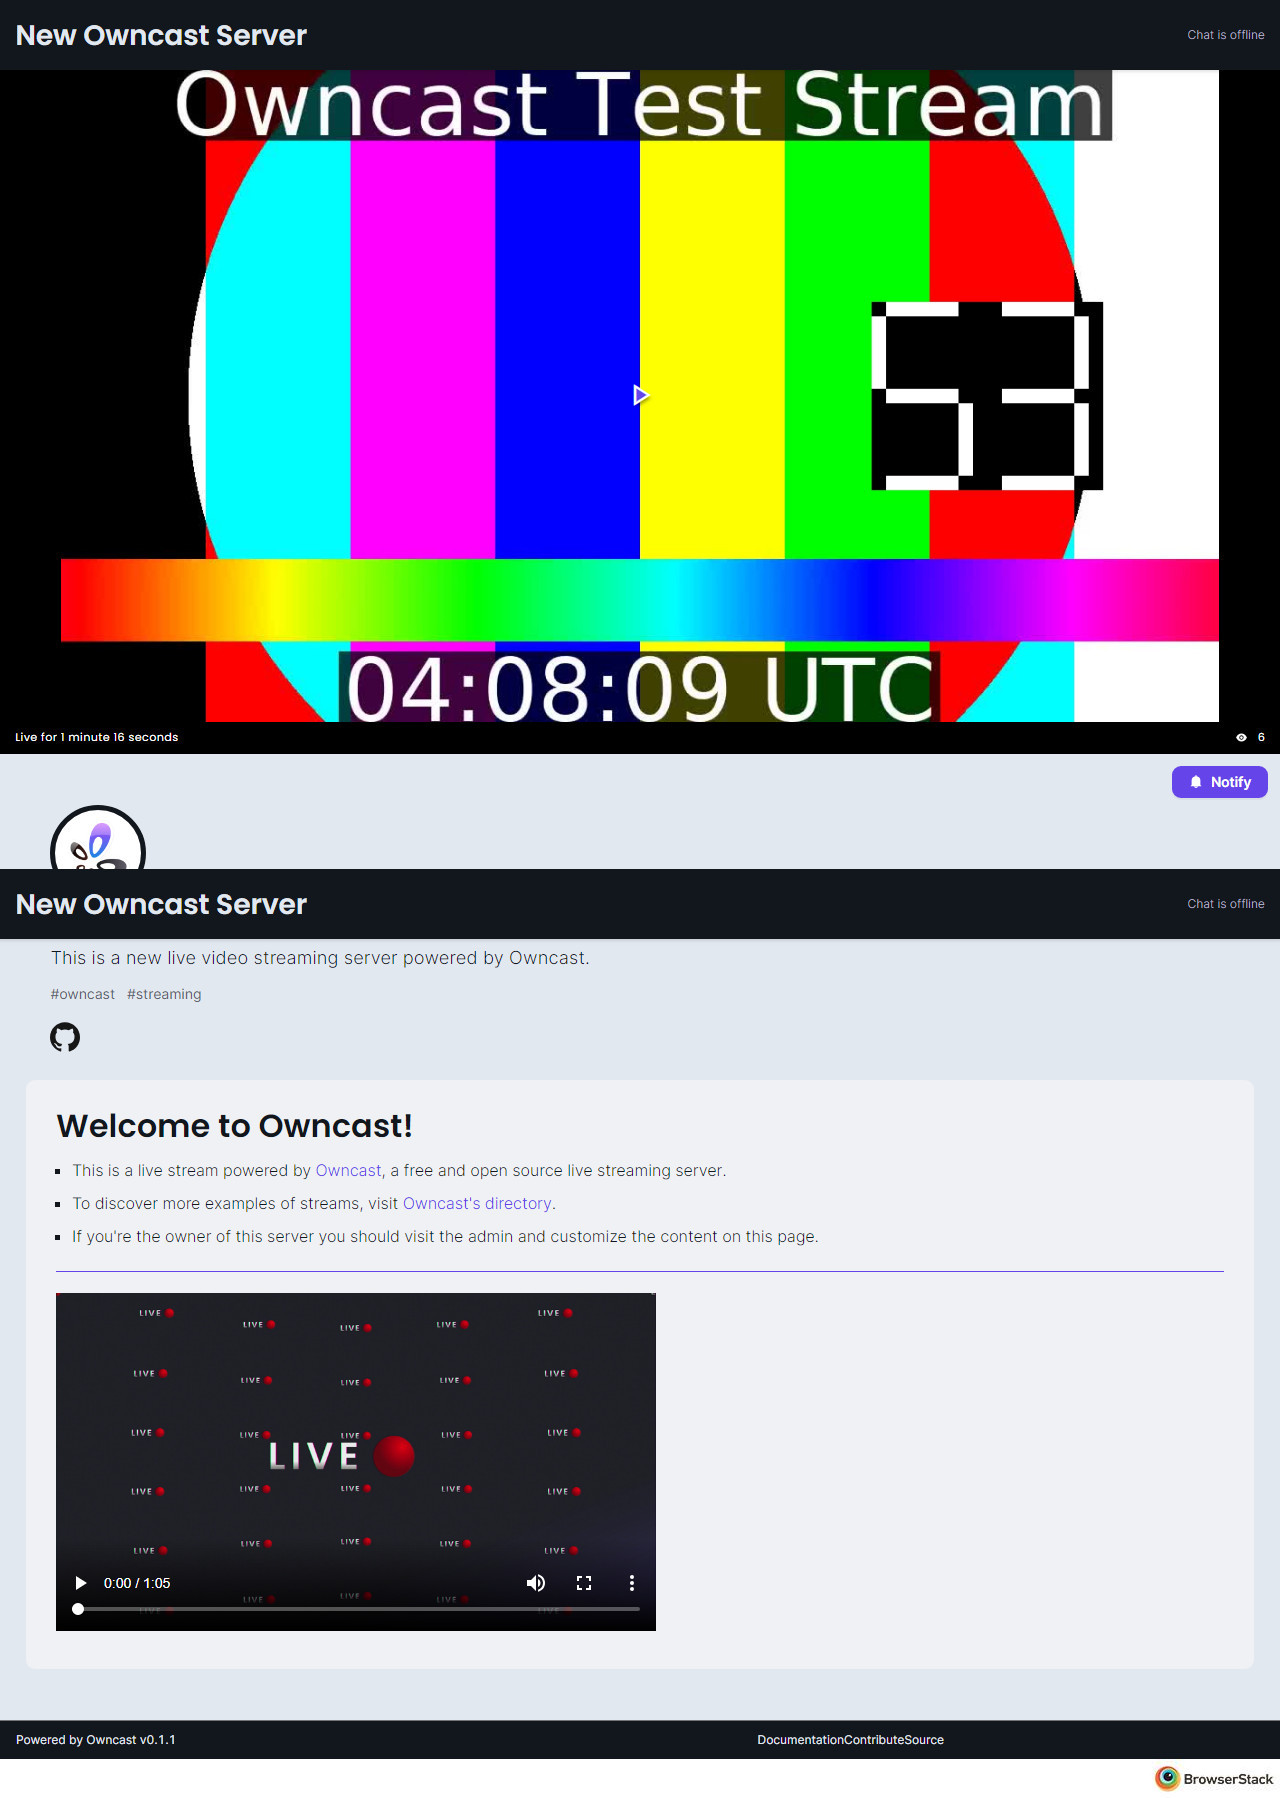 New Owncast Server
Chat is offline
Owncast Test Stream
53
04:08:09 UTC
Live for 1 minute 16 seconds
6
Notify
New Owncast Server
Chat is offline
This is a new live video streaming server powered by Owncast.
#owncast #streaming
Welcome to Owncast!
This is a live stream powered by Owncast, a free and open source live streaming server.
To discover more examples of streams, visit Owncast's directory.
If you're the owner of this server you should visit the admin and customize the content on this page.
LIVE LIVE LIVE LIVE LIVE
LIVE LIVE LIVE LIVE LIVE
LIVE LIVE LIVE LIVE LIVE
LIVE
LIVE LIVE LIVE LIVE LIVE
LIVE LIVE LIVE LIVE LIVE
0:00 / 1:05
LIVE LIVE LIVE LIVE
Powered by Owncast v0.1.1
DocumentationContributeSource
BrowserStack